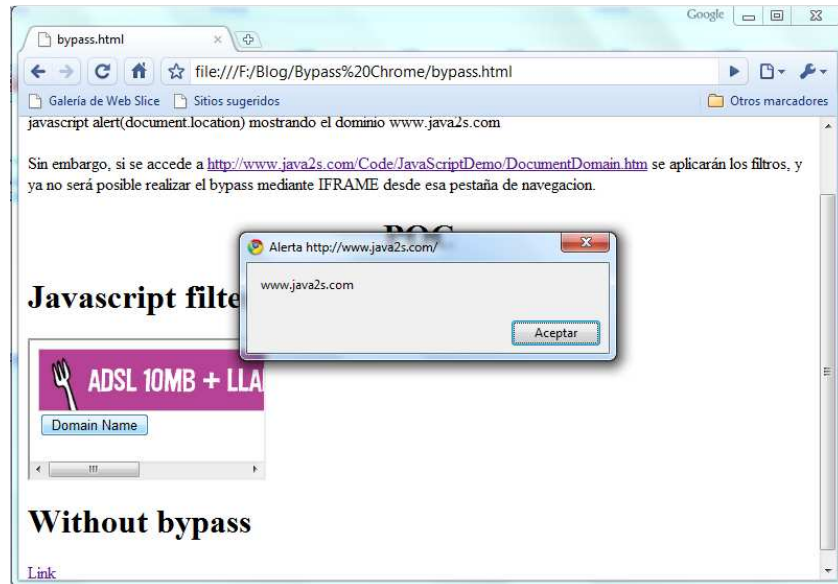 Google
bypass.html
file:///F:/Blog/Bypass%20Chrome/bypass.html
Galería de Web Slice
Sitios sugeridos
Otros marcadores
javascript alert(document.location) mostrando el dominio www.java2s.com
Sin embargo, si se accede a http://www.java2s.com/Code/JavaScriptDemo/DocumentDomain.htm se aplicarán los filtros, y
ya no será posible realizar el bypass mediante IFRAME desde esa pestaña de navegacion.
POC
Alerta http://www.java2s.com/
www.java2s.com
Aceptar
Javascript filte
ADSL 10MB + LLA
Domain Name
Without bypass
Link